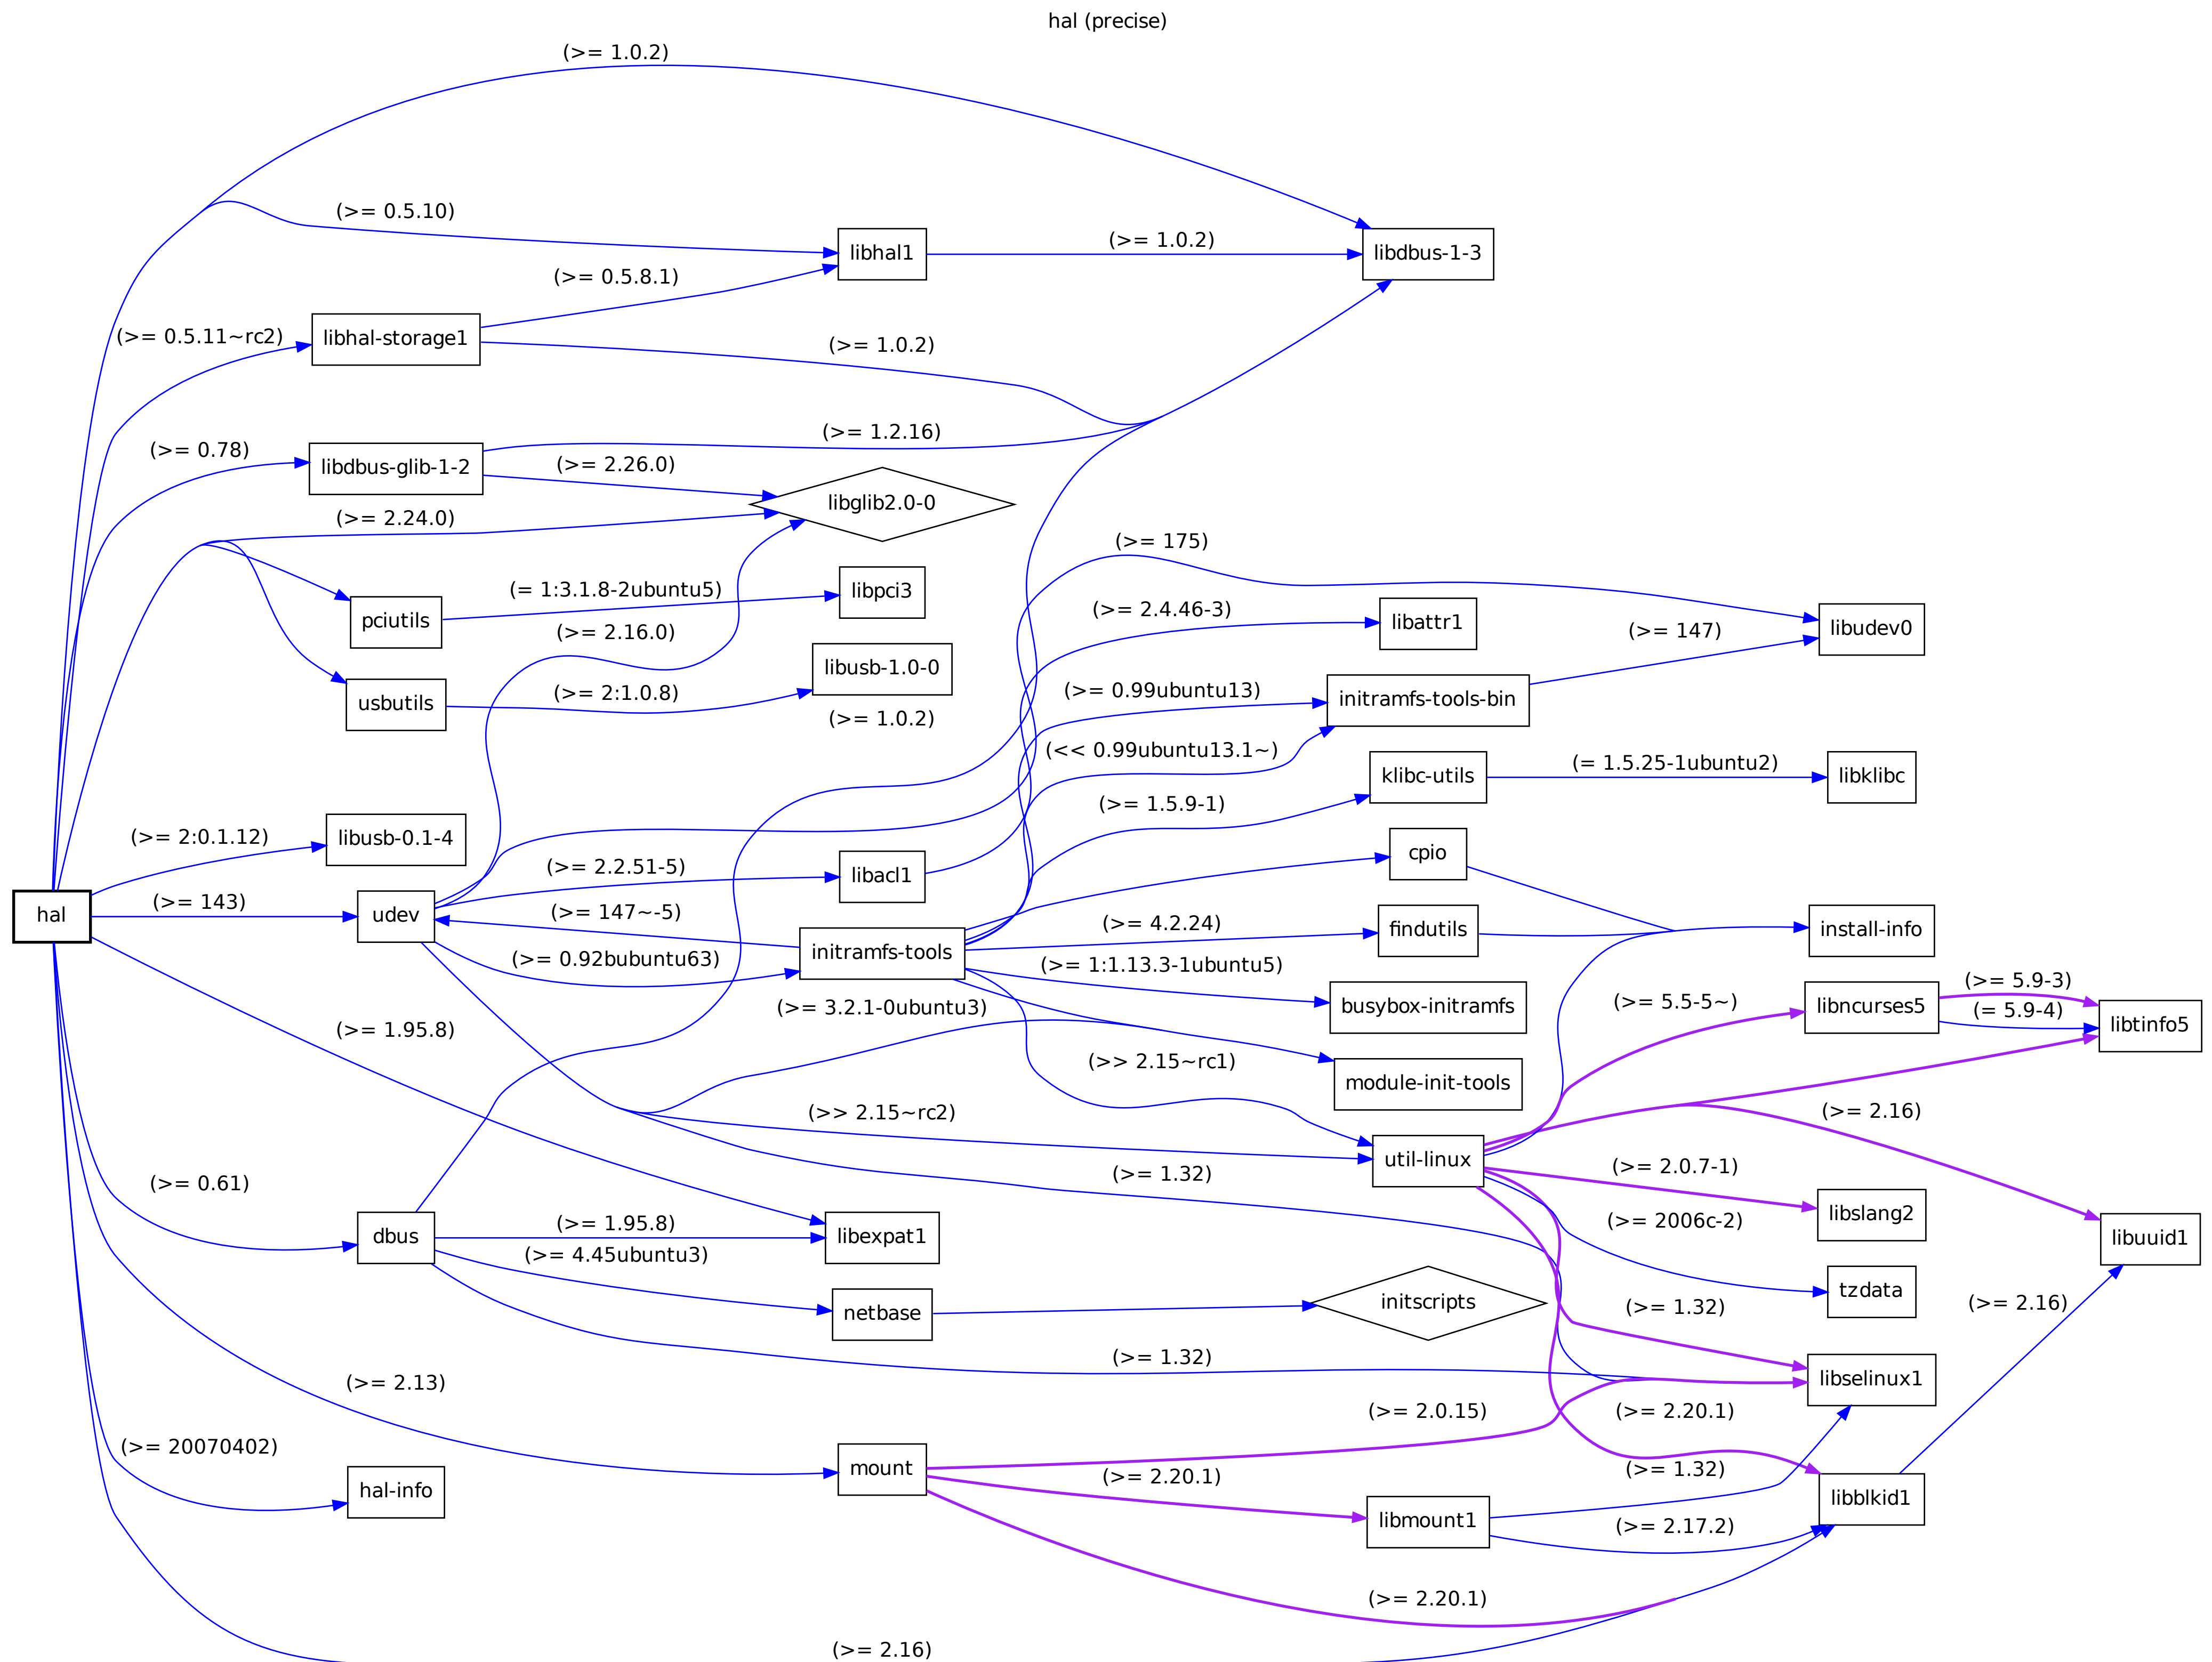 hal (precise)
(>= 1.0.2)
(>= 0.5.10)
libhal1
(>= 1.0.2)
libdbus-1-3
(>= 0.5.8.1)
(>= 0.5.11~rc2)
libhal-storage1
(>= 1.0.2)
(>= 0.78)
libdbus-glib-1-2
(>= 1.2.16)
(>= 2.26.0)
libglib2.0-0
(>= 2.24.0)
(>= 175)
pciutils
(= 1:3.1.8-2ubuntu5)
libpci3
(>= 2.4.46-3)
libattr1
libudev0
(>= 147)
(>= 2.16.0)
libusb-1.0-0
usbutils
(>= 2:1.0.8)
(>= 0.99ubuntu13)
initramfs-tools-bin
(>= 1.0.2)
(<< 0.99ubuntu13.1~)
klibc-utils
(= 1.5.25-1ubuntu2)
libklibc
(>= 1.5.9-1)
(>= 2:0.1.12)
libusb-0.1-4
cpio
(>= 2.2.51-5)
libacl1
hal
(>= 143)
udev
(>= 147~-5)
(>= 4.2.24)
findutils
install-info
(>= 0.92bubuntu63)
initramfs-tools
(>= 1:1.13.3-1ubuntu5)
busybox-initramfs
(>= 5.5-5~)
libncurses5
(>= 5.9-3)
(= 5.9-4)
libtinfo5
(>= 3.2.1-0ubuntu3)
(>= 1.95.8)
(>> 2.15~rc1)
module-init-tools
(>> 2.15~rc2)
(>= 2.16)
util-linux
(>= 1.32)
(>= 2.0.7-1)
libslang2
(>= 0.61)
dbus
(>= 1.95.8)
libexpat1
(>= 2006c-2)
libuuid1
(>= 4.45ubuntu3)
netbase
initscripts
tzdata
(>= 1.32)
(>= 2.16)
(>= 1.32)
libselinux1
(>= 2.13)
(>= 2.0.15)
(>= 2.20.1)
(>= 20070402)
hal-info
mount
(>= 2.20.1)
(>= 1.32)
libblkid1
libmount1
(>= 2.17.2)
(>= 2.20.1)
(>= 2.16)